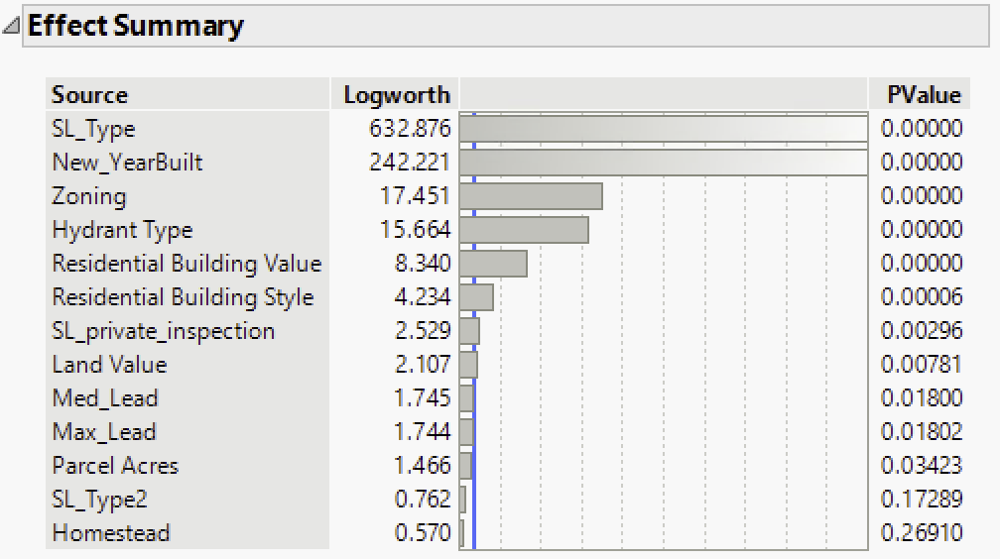 Effect Summary
Source Logworth PValue
SL_Type 632.876 0.00000
New_YearBuilt 242.221 0.00000
Zoning 17.451 0.00000
Hydrant Type 15.664 0.00000
Residential Building Value 8.340 0.00000
Residential Building Style 4.234 0.00006
SL_private_inspection 2.529 0.00296
Land Value 2.107 0.00781
Med_Lead 1.745 0.01800
Max_Lead 1.744 0.01802
Parcel Acres 1.466 0.03423
SL_Type2 0.762 0.17289
Homestead 0.570 0.26910